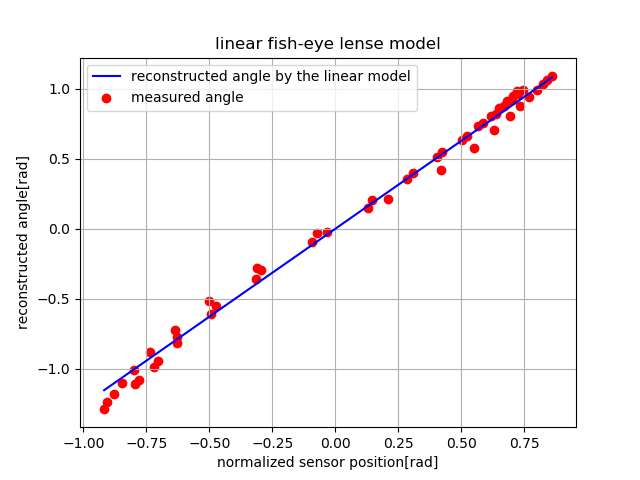 linear fish-eye lense model
reconstructed angle by the linear model
measured angle
1.0
0.5
0.0
−0.5
−1.0
reconstructed angle[rad]
−1.00 −0.75 −0.50 −0.25 0.00 0.25 0.50 0.75
normalized sensor position[rad]